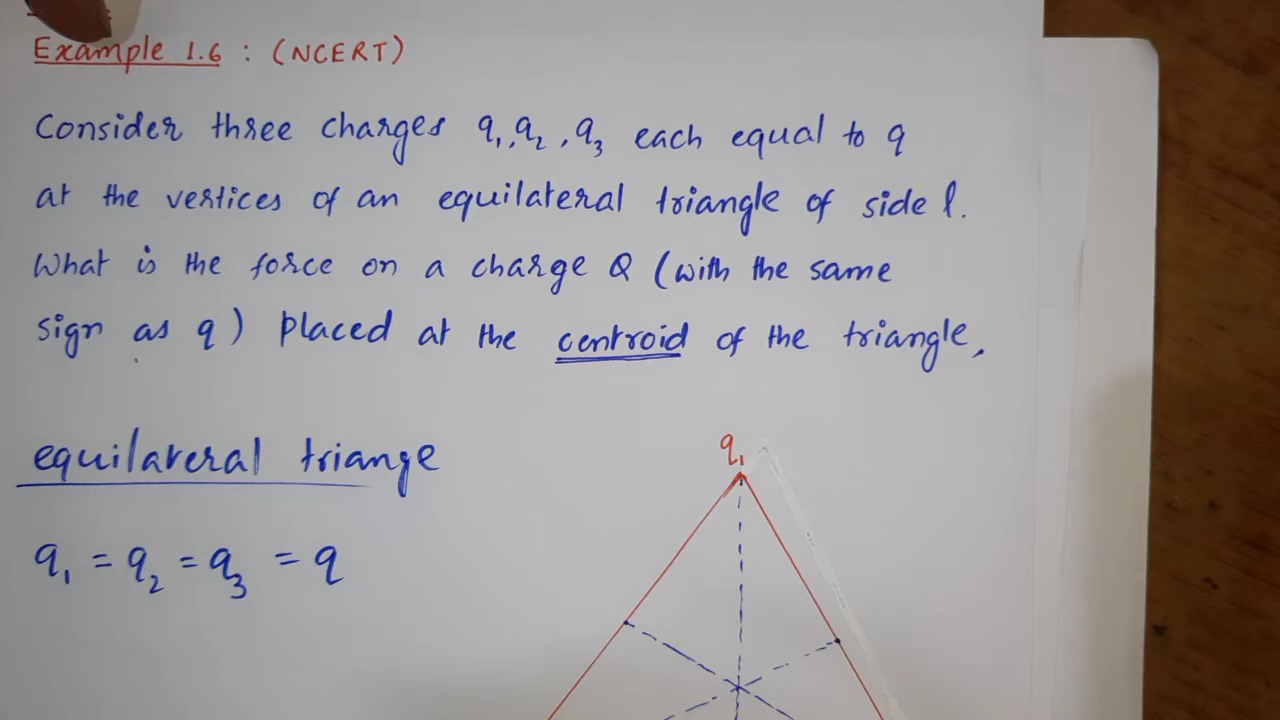 Example 1.6 : (NCERT)
Consider three charges q₁, q₂, q₃ each equal to q
at the vertices of an equilateral triangle of side l.
What is the force on a charge Q (with the same
sign as q) placed at the centroid of the triangle.
equilateral triange
q₁
q₁ = q₂ = q₃ = q